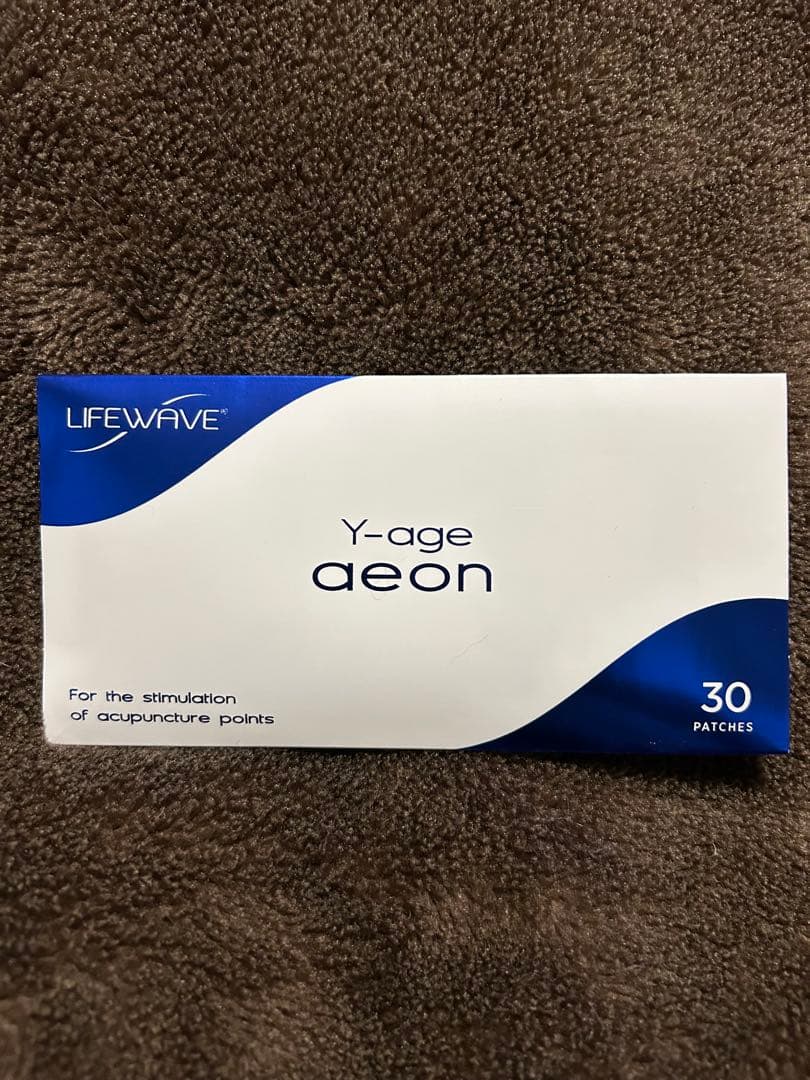 LIFEWAVE®
Y-age
aeon
For the stimulation
of acupuncture points
30
PATCHES